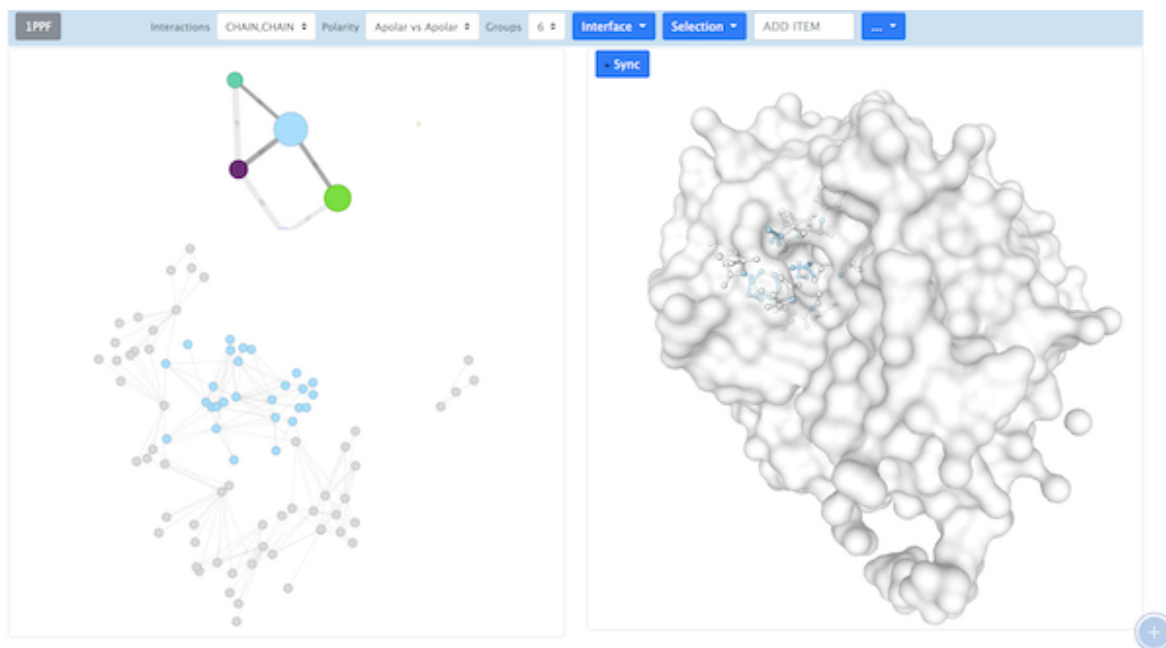 1PPF Interactions CHAIN,CHAIN Polarity Apolar vs Apolar Groups 6 Interface Selection ADD ITEM ...
- Sync
+